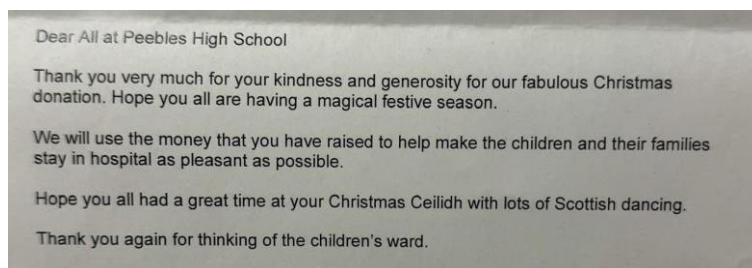 Dear All at Peebles High School
Thank you very much for your kindness and generosity for our fabulous Christmas
donation. Hope you all are having a magical festive season.
We will use the money that you have raised to help make the children and their families
stay in hospital as pleasant as possible.
Hope you all had a great time at your Christmas Ceilidh with lots of Scottish dancing.
Thank you again for thinking of the children's ward.